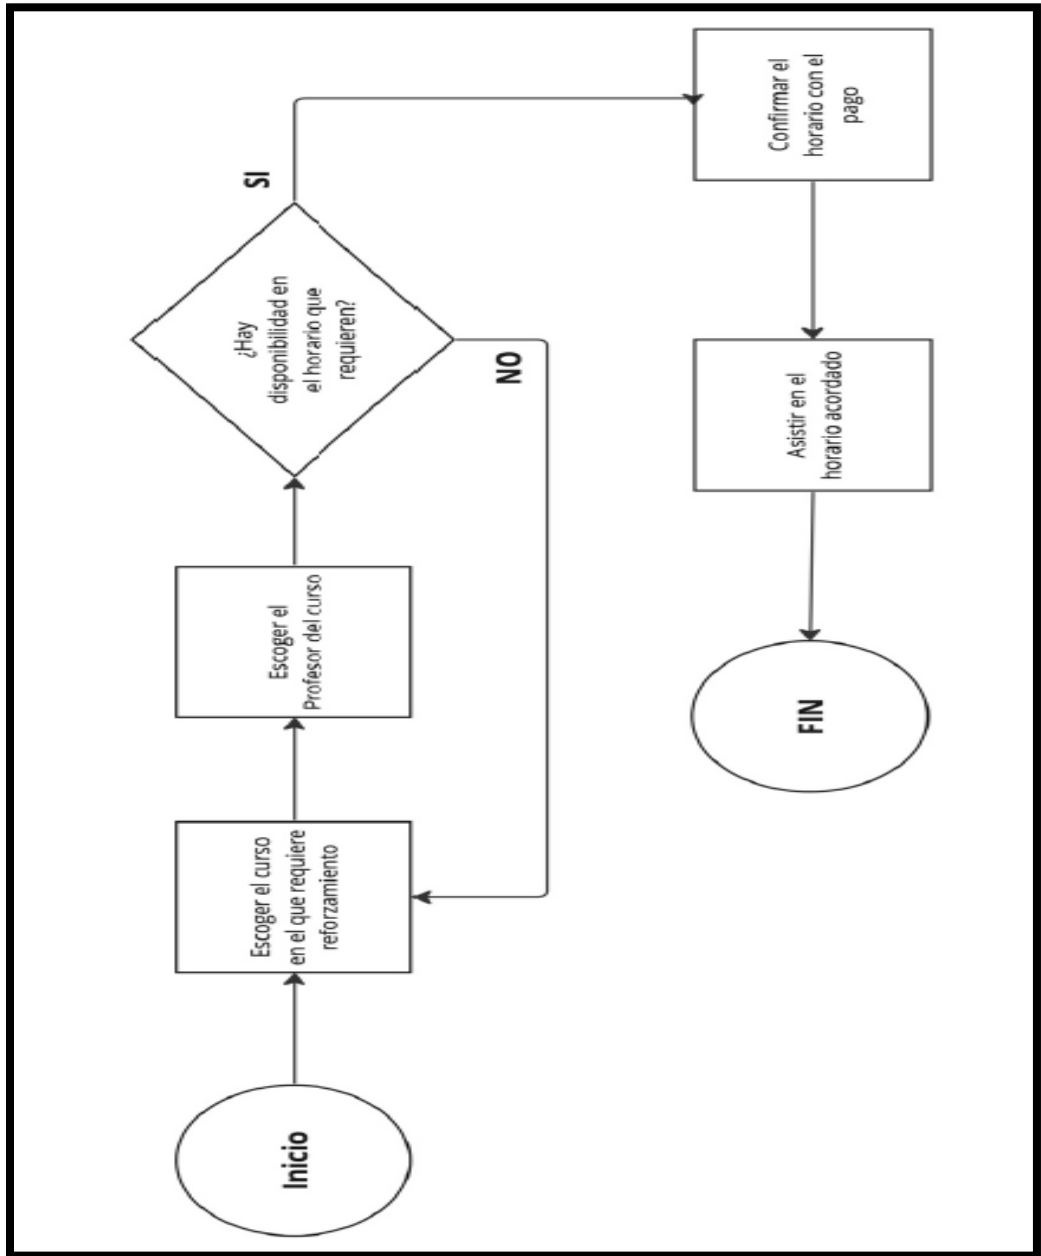 Inicio
Escoger el curso
en el que requiere
reforzamiento
Escoger el
Profesor del curso
¿Hay
disponibilidad en
el horario que
requieren?
SI
NO
Confirmar el
horario con el
pago
Asistir en el
horario acordado
FIN